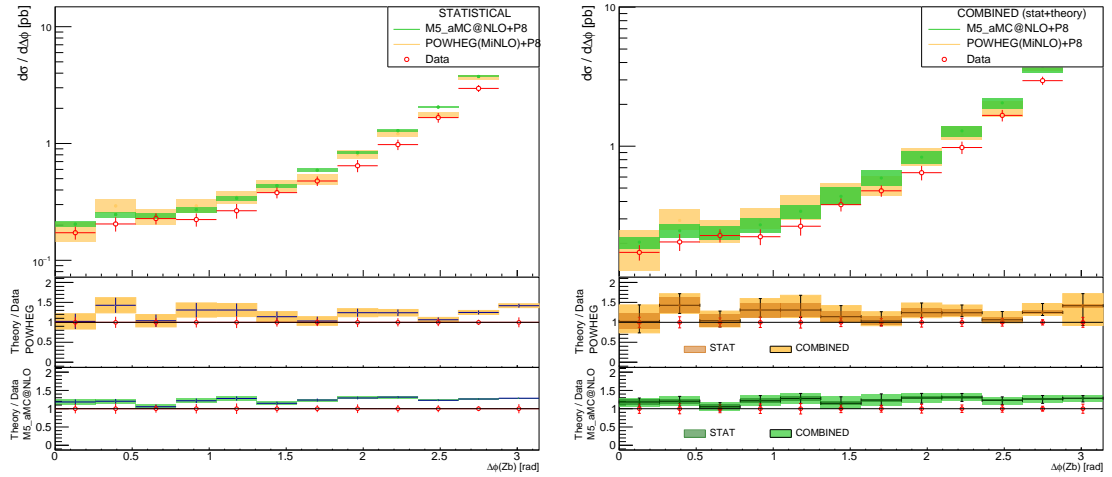 STATISTICAL
M5_aMC@NLO+P8
POWHEG(MiNLO)+P8
Data
dσ / dΔϕ [pb]
10
1
10⁻¹
Theory / Data
POWHEG
2
1.5
1
0.5
0
Theory / Data
M5_aMC@NLO
2
1.5
1
0.5
0
0 0.5 1 1.5 2 2.5 3
Δϕ(Zb) [rad]
COMBINED (stat+theory)
M5_aMC@NLO+P8
POWHEG(MiNLO)+P8
Data
dσ / dΔϕ [pb]
10
1
Theory / Data
POWHEG
2
1.5
1
0.5
0
STAT COMBINED
Theory / Data
M5_aMC@NLO
2
1.5
1
0.5
0
STAT COMBINED
0 0.5 1 1.5 2 2.5 3
Δϕ(Zb) [rad]